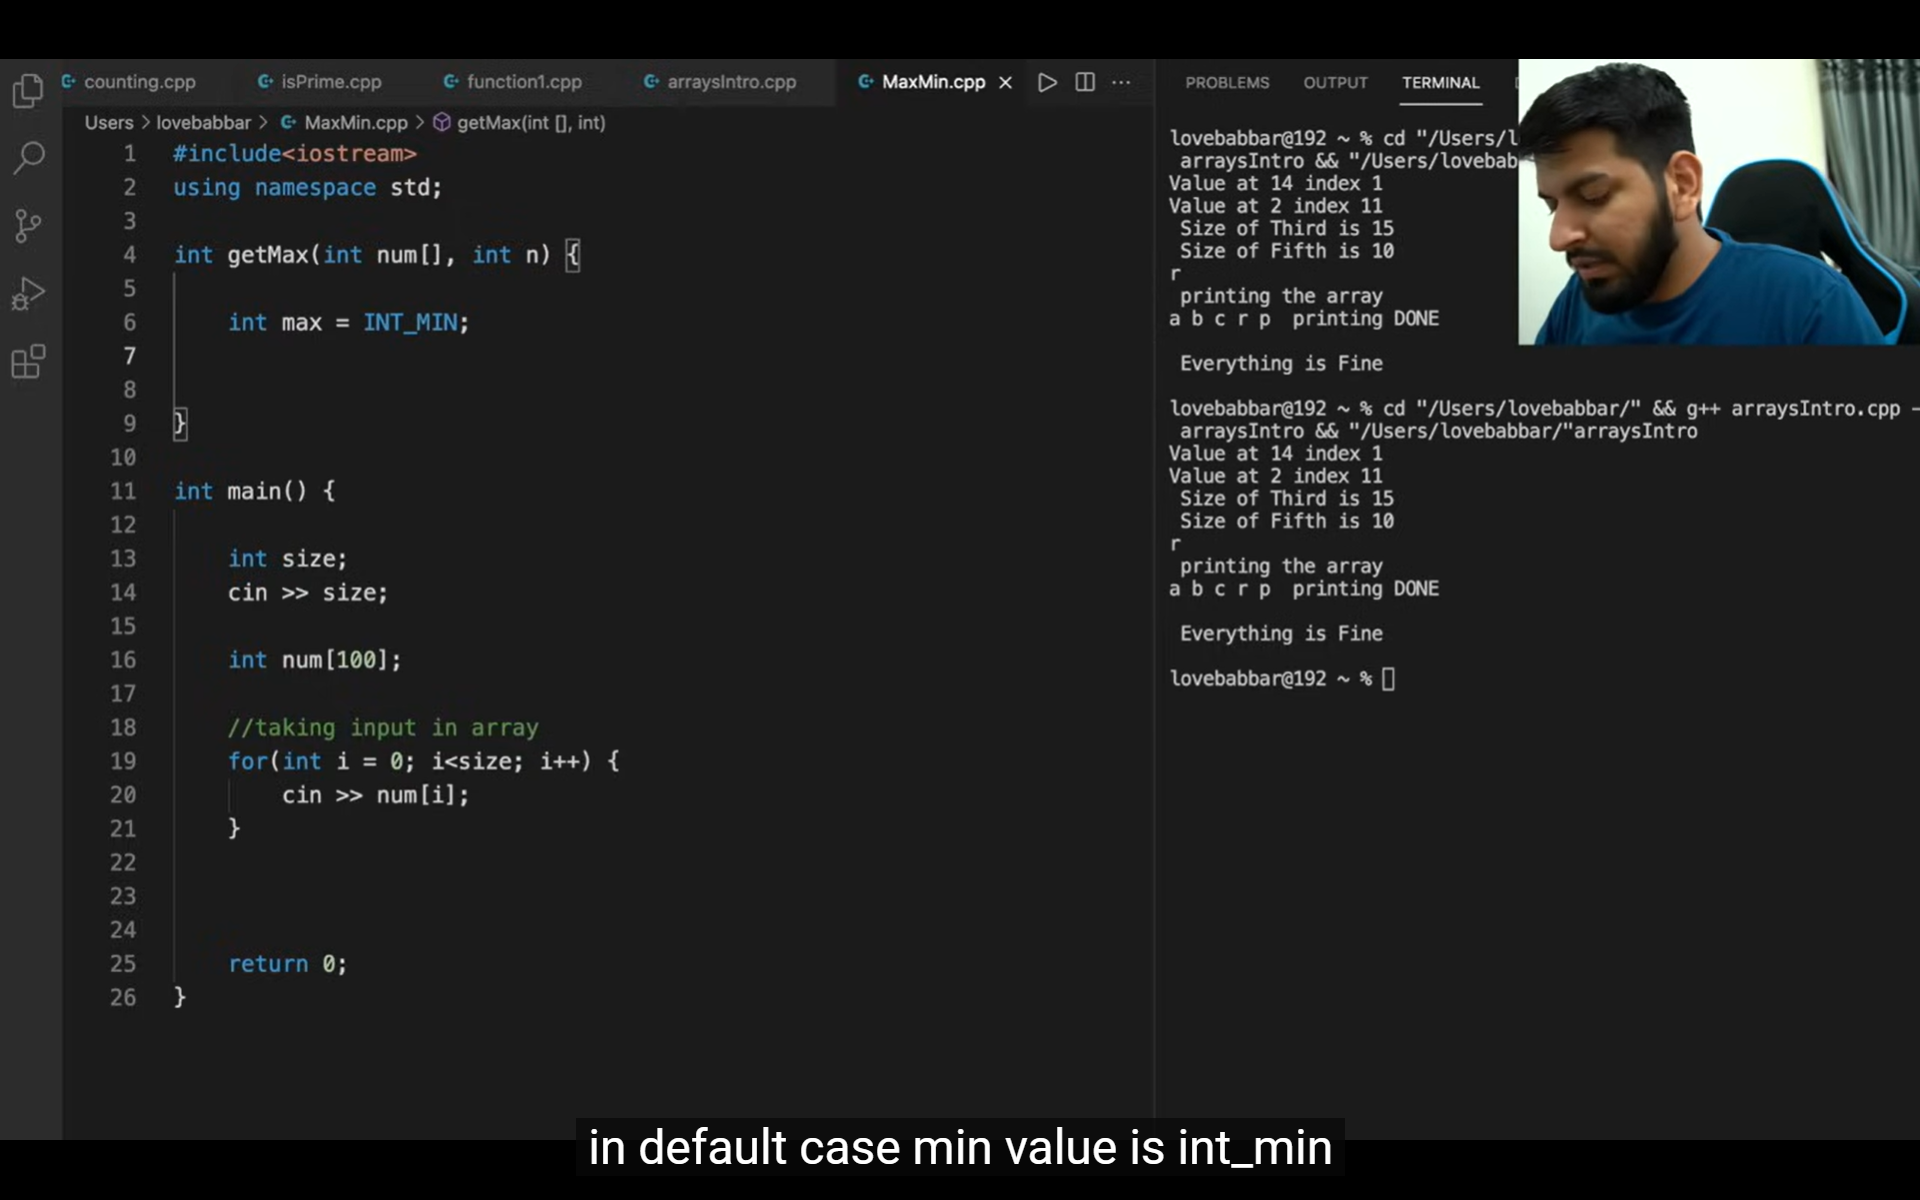 counting.cpp isPrime.cpp function1.cpp arraysIntro.cpp MaxMin.cpp
Users > lovebabbar > MaxMin.cpp > getMax(int [], int)
1 #include<iostream>
2 using namespace std;
3
4 int getMax(int num[], int n) {
5
6 int max = INT_MIN;
7
8
9 }
10
11 int main() {
12
13 int size;
14 cin >> size;
15
16 int num[100];
17
18 //taking input in array
19 for(int i = 0; i<size; i++) {
20 cin >> num[i];
21 }
22
23
24
25 return 0;
26 }
PROBLEMS OUTPUT TERMINAL
lovebabbar@192 ~ % cd "/Users/l
arraysIntro && "/Users/lovebab
Value at 14 index 1
Value at 2 index 11
Size of Third is 15
Size of Fifth is 10
r
printing the array
a b c r p printing DONE
Everything is Fine
lovebabbar@192 ~ % cd "/Users/lovebabbar/" && g++ arraysIntro.cpp -
arraysIntro && "/Users/lovebabbar/"arraysIntro
Value at 14 index 1
Value at 2 index 11
Size of Third is 15
Size of Fifth is 10
r
printing the array
a b c r p printing DONE
Everything is Fine
lovebabbar@192 ~ %
in default case min value is int_min